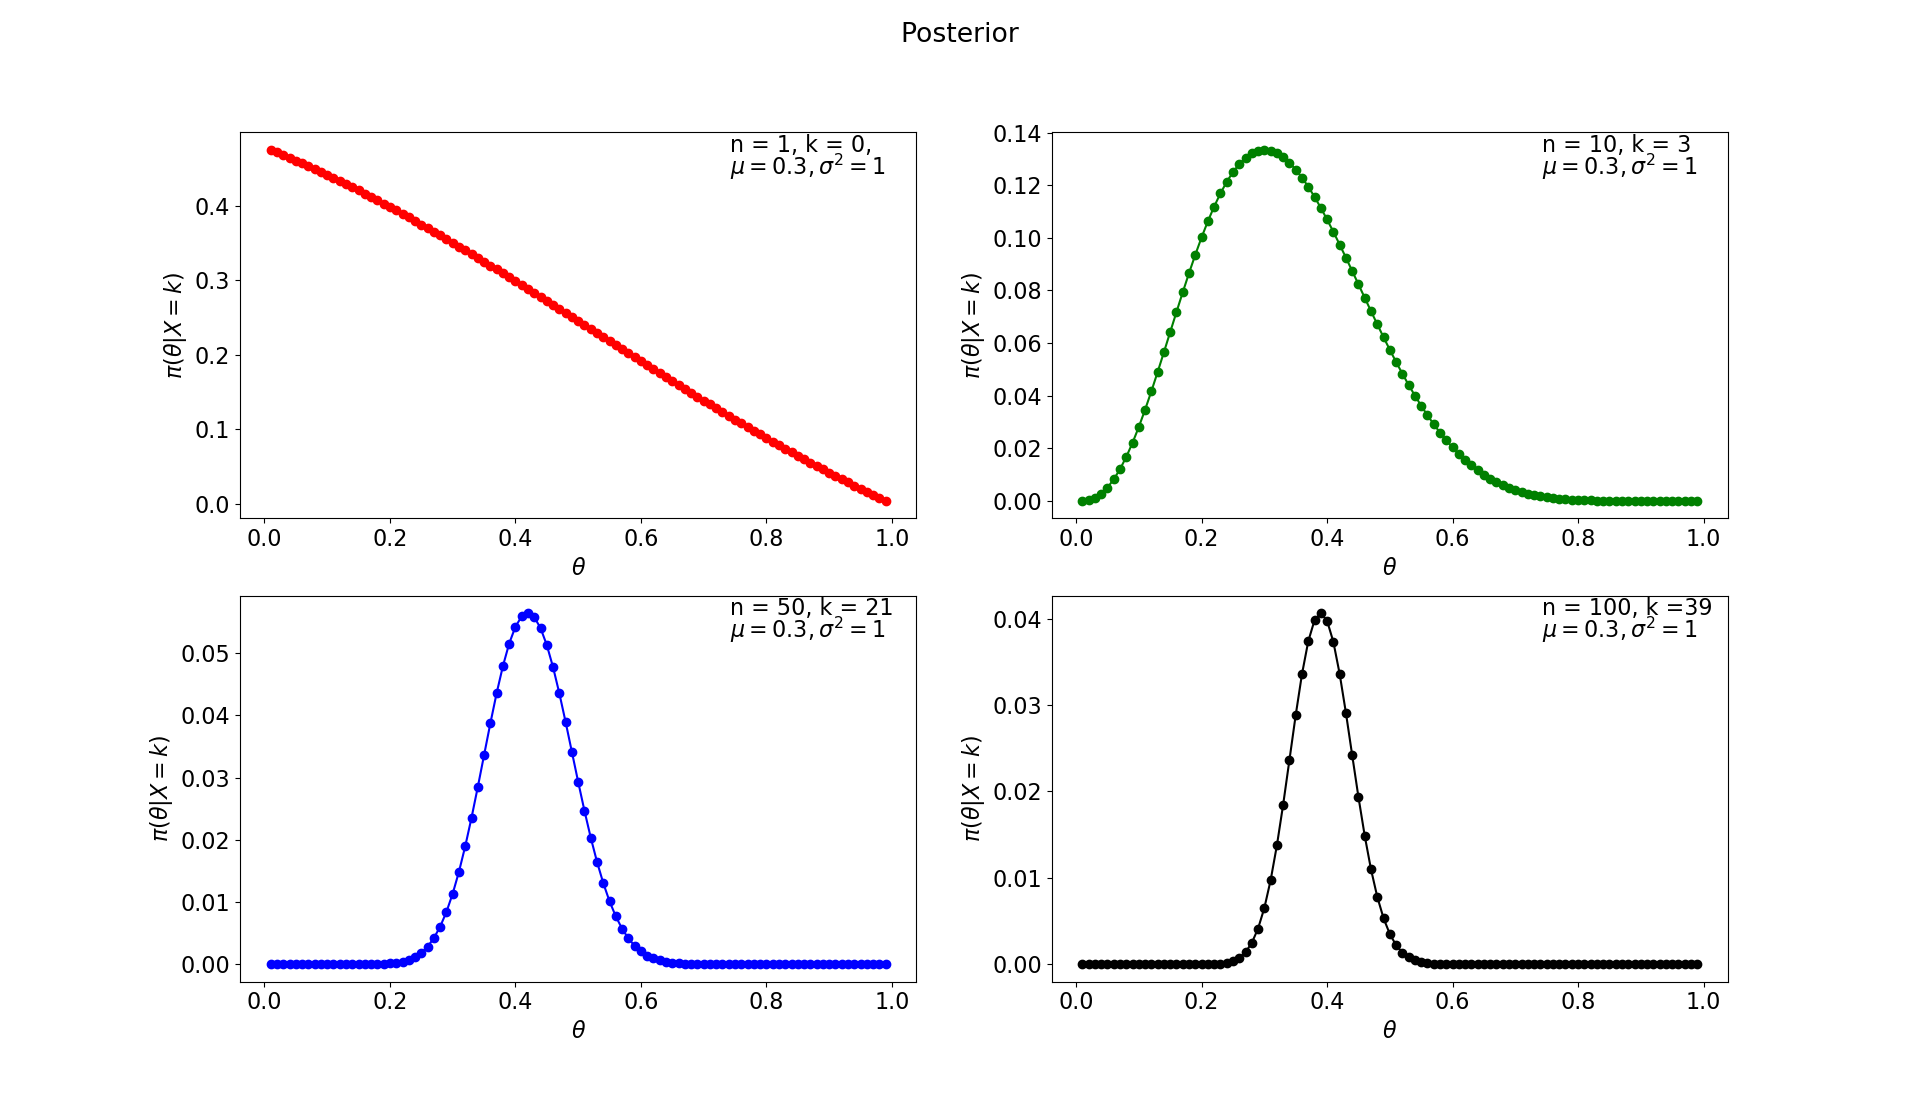 Posterior
n = 1, k = 0,
μ = 0.3, σ² = 1
π(θ|X = k)
0.4
0.3
0.2
0.1
0.0
0.0 0.2 0.4 0.6 0.8 1.0
θ
n = 10, k = 3
μ = 0.3, σ² = 1
π(θ|X = k)
0.14
0.12
0.10
0.08
0.06
0.04
0.02
0.00
0.0 0.2 0.4 0.6 0.8 1.0
θ
n = 50, k = 21
μ = 0.3, σ² = 1
π(θ|X = k)
0.05
0.04
0.03
0.02
0.01
0.00
0.0 0.2 0.4 0.6 0.8 1.0
θ
n = 100, k =39
μ = 0.3, σ² = 1
π(θ|X = k)
0.04
0.03
0.02
0.01
0.00
0.0 0.2 0.4 0.6 0.8 1.0
θ